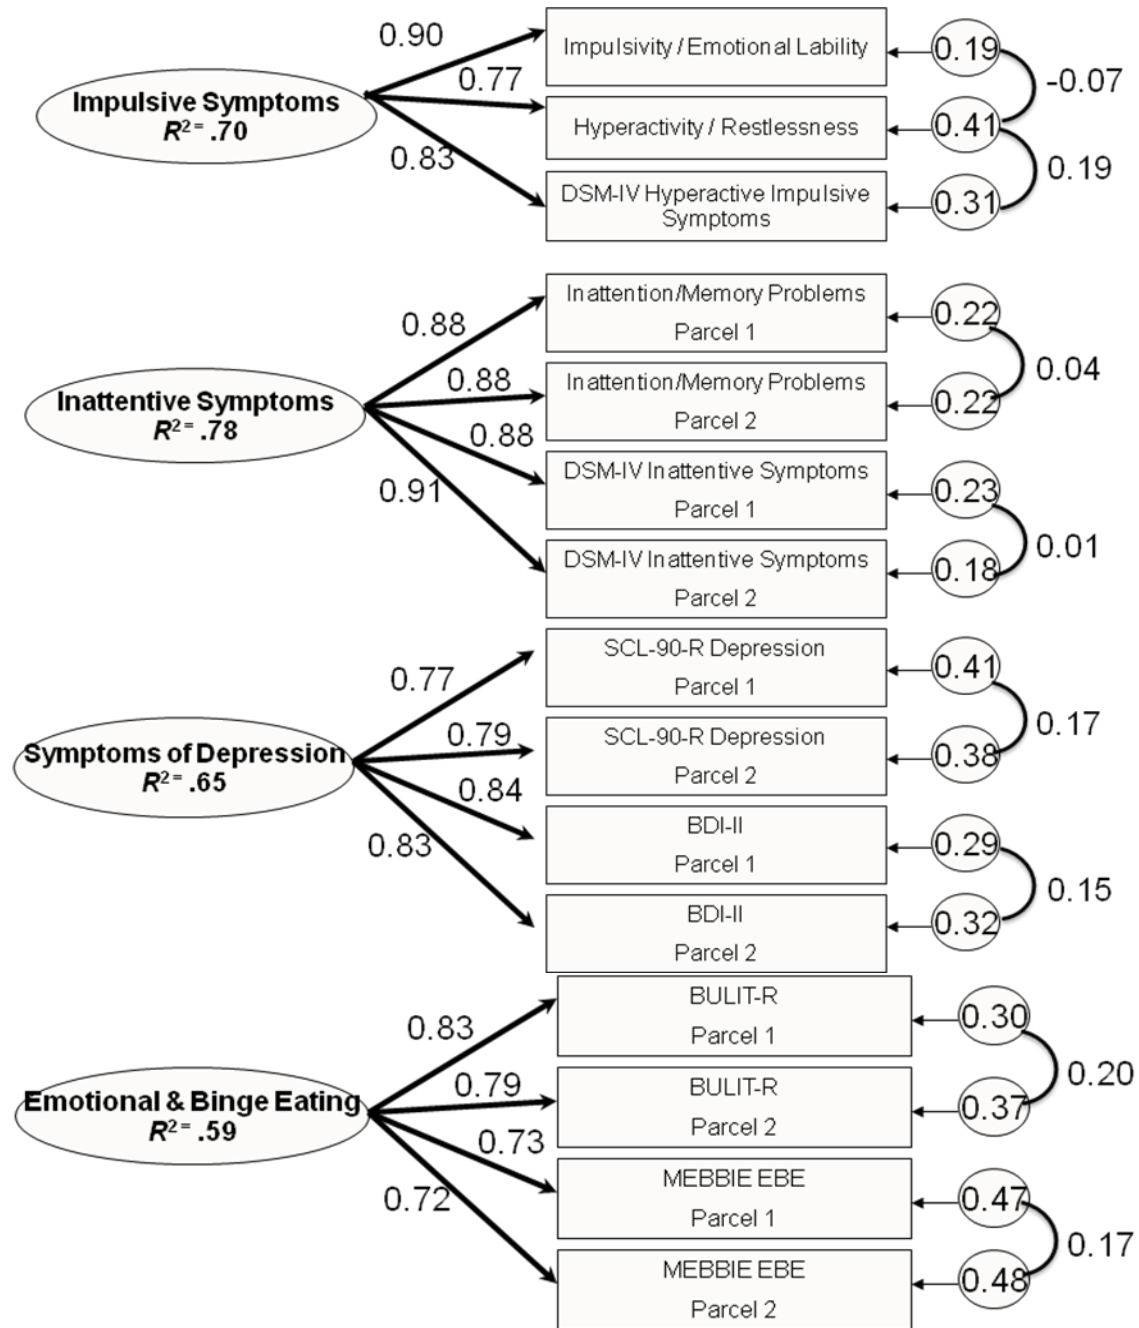 0.90
Impulsivity / Emotional Lability
0.19
-0.07
0.77
Impulsive Symptoms
R² = .70
Hyperactivity / Restlessness
0.41
0.19
0.83
DSM-IV Hyperactive Impulsive
Symptoms
0.31
Inattention/Memory Problems
Parcel 1
0.22
0.88
0.04
0.88
Inattention/Memory Problems
Parcel 2
0.22
Inattentive Symptoms
R² = .78
0.88
DSM-IV Inattentive Symptoms
Parcel 1
0.23
0.91
0.01
DSM-IV Inattentive Symptoms
Parcel 2
0.18
SCL-90-R Depression
Parcel 1
0.41
0.77
0.17
0.79
SCL-90-R Depression
Parcel 2
0.38
Symptoms of Depression
R² = .65
0.84
BDI-II
Parcel 1
0.29
0.83
0.15
BDI-II
Parcel 2
0.32
BULIT-R
Parcel 1
0.30
0.83
0.20
0.79
BULIT-R
Parcel 2
0.37
Emotional & Binge Eating
R² = .59
0.73
MEBBIE EBE
Parcel 1
0.47
0.72
0.17
MEBBIE EBE
Parcel 2
0.48